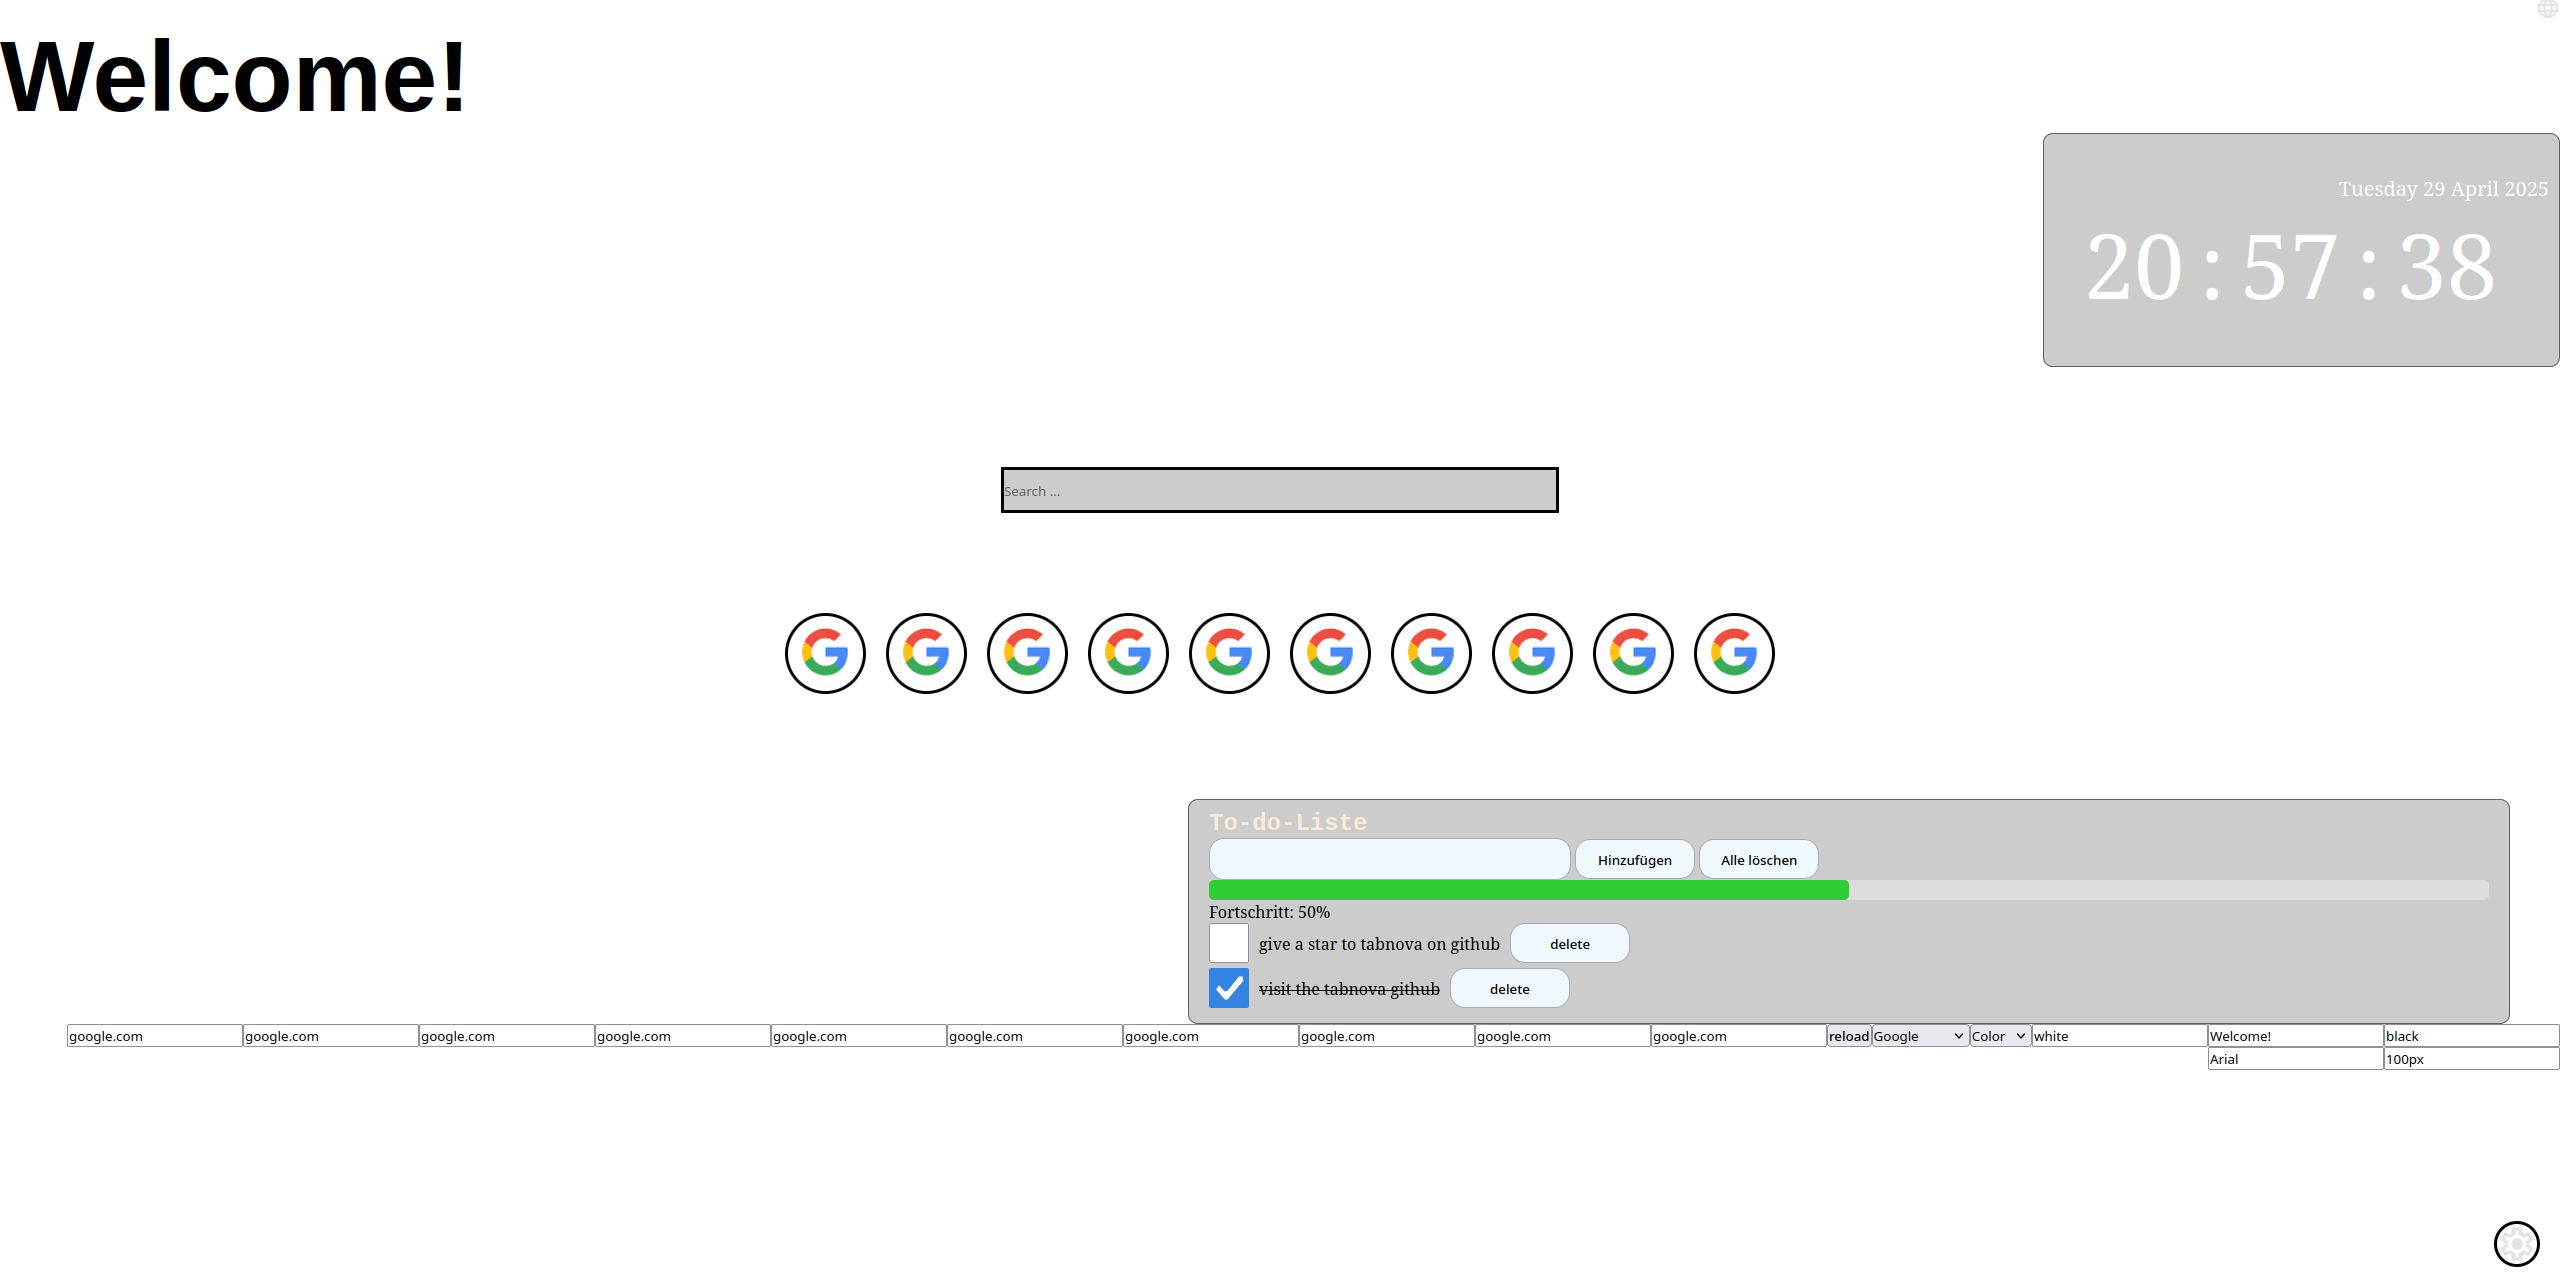 Welcome!
Tuesday 29 April 2025
20 : 57 : 38
Search ...
To-do-Liste
Hinzufügen Alle löschen
Fortschritt: 50%
give a star to tabnova on github delete
visit the tabnova github delete
google.com google.com google.com google.com google.com google.com google.com google.com google.com google.com reload Google Color white Welcome! black
Arial 100px